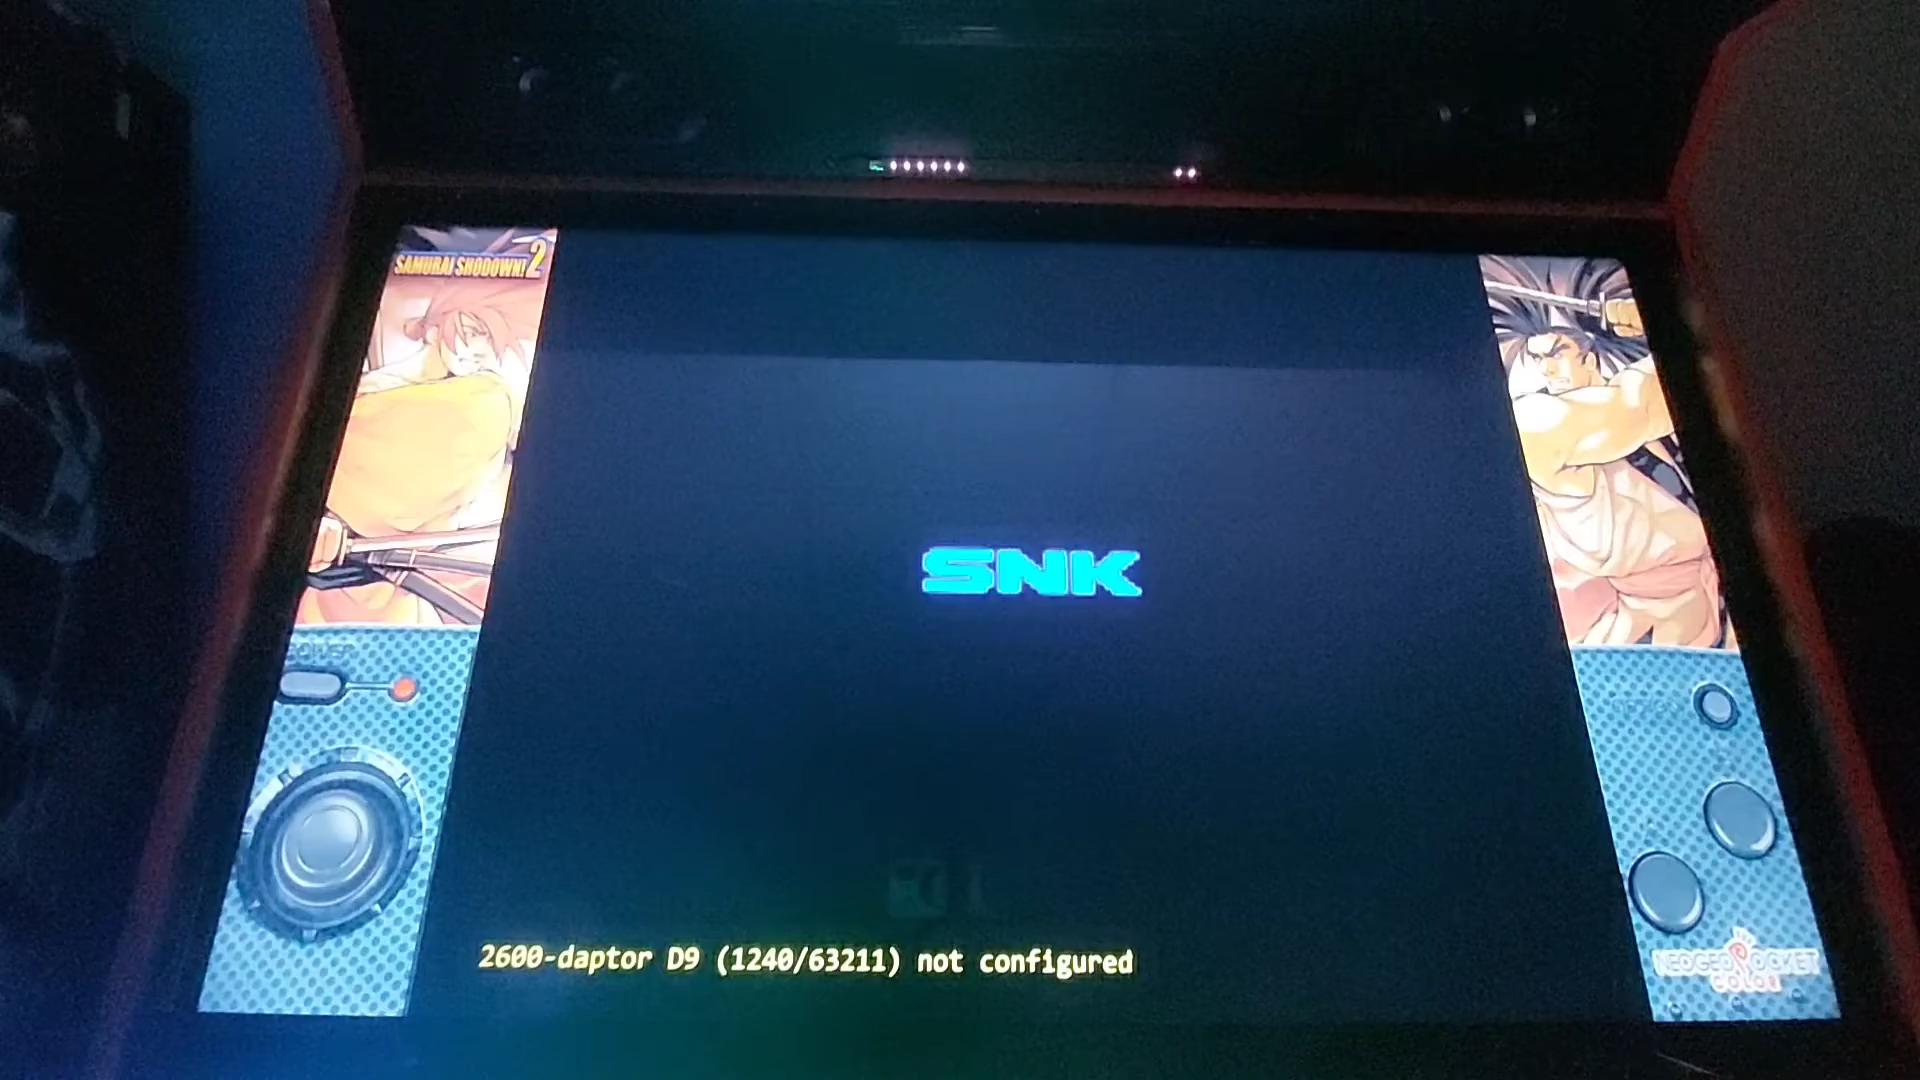 SAMURAI SHODOWN! 2
SNK
2600-daptor D9 (1240/63211) not configured
NEOGEO POCKET
COLOR